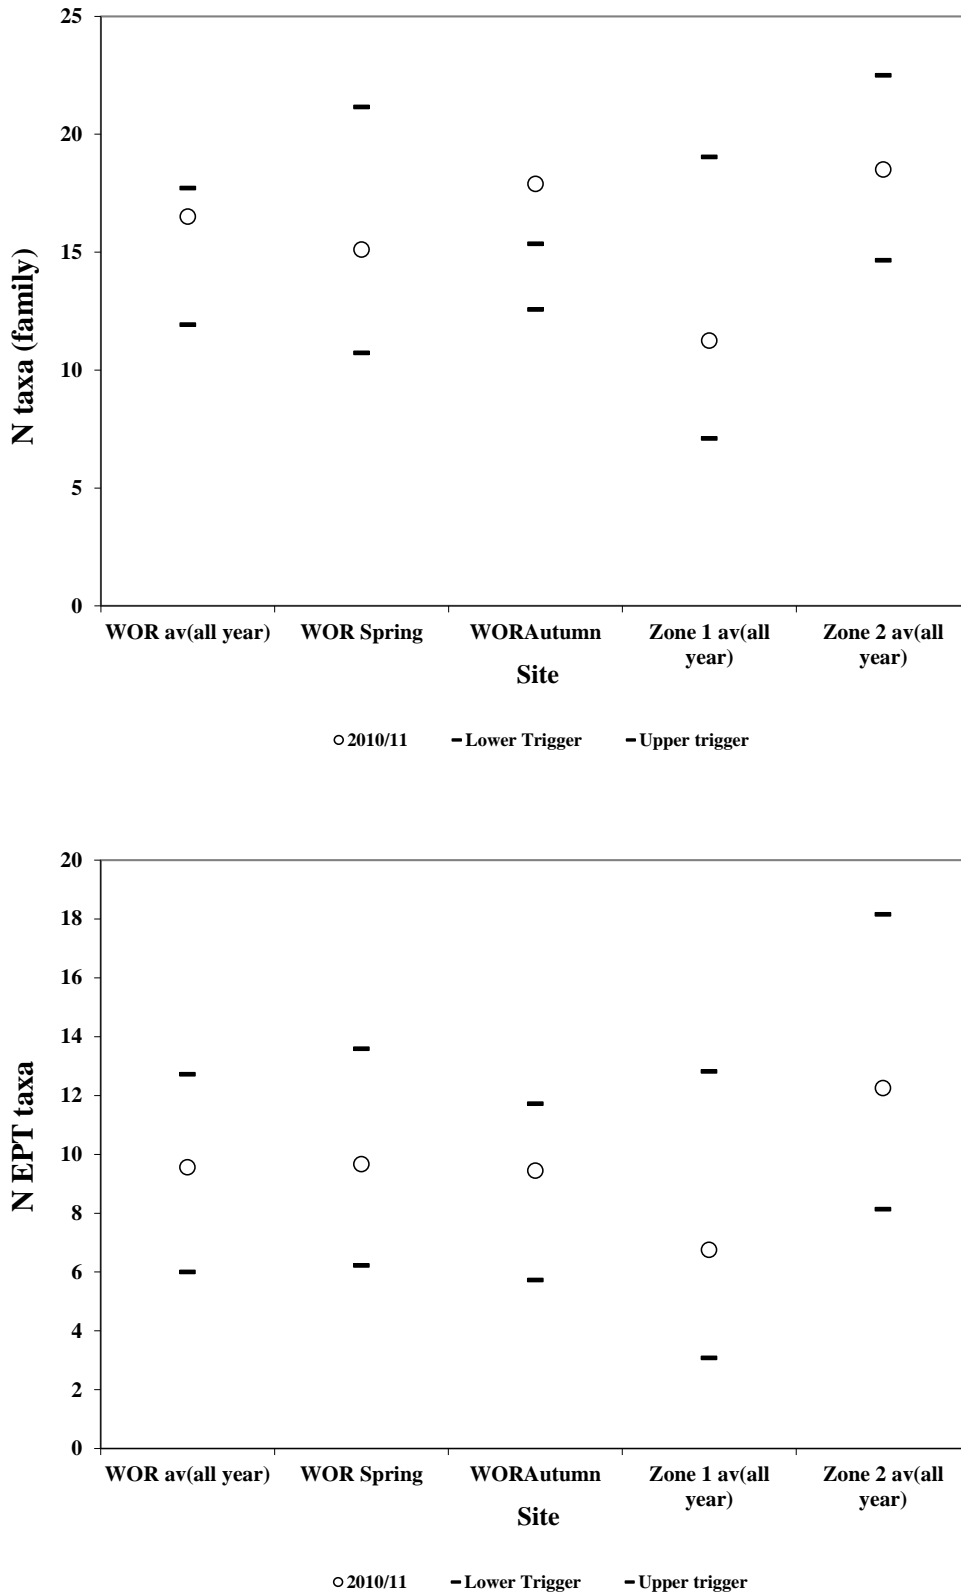 25
20
15
10
5
0
N taxa (family)
WOR av(all year) WOR Spring WORAutumn Zone 1 av(all Zone 2 av(all
year) year)
Site
2010/11 Lower Trigger Upper trigger
20
18
16
14
12
10
8
6
4
2
0
N EPT taxa
WOR av(all year) WOR Spring WORAutumn Zone 1 av(all Zone 2 av(all
year) year)
Site
2010/11 Lower Trigger Upper trigger